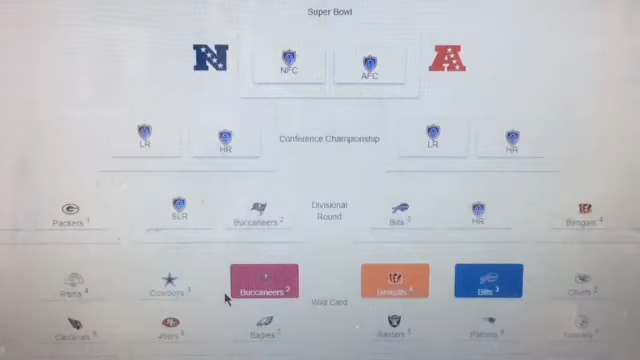 Super Bowl
NFC
AFC
Conference Championship
LR
HR
LR
HR
Divisional
Round
Packers 1
SLR
Buccaneers 2
Bills 3
HR
Bengals 4
Rams 4
Cowboys 3
Buccaneers 2
Bengals 4
Bills 3
Chiefs 2
Wild Card
Cardinals 5
49ers 6
Eagles 7
Raiders 5
Patriots 6